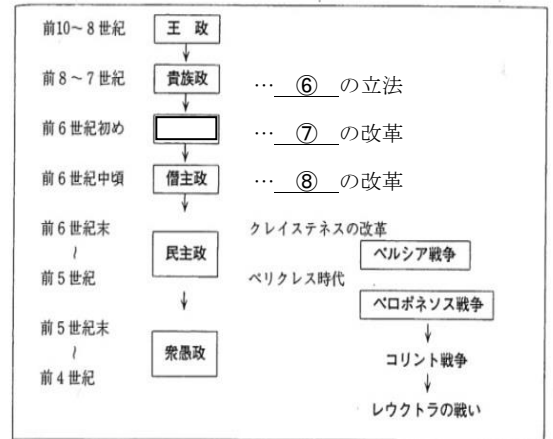 前10～8世紀 王政
前8～7世紀 貴族政 … ⑥ の立法
前6世紀初め … ⑦ の改革
前6世紀中頃 僭主政 … ⑧ の改革
前6世紀末 クレイステネスの改革
～ 民主政 ペルシア戦争
前5世紀 ペリクレス時代
ペロポネソス戦争
前5世紀末
～ 衆愚政 コリント戦争
前4世紀
レウクトラの戦い